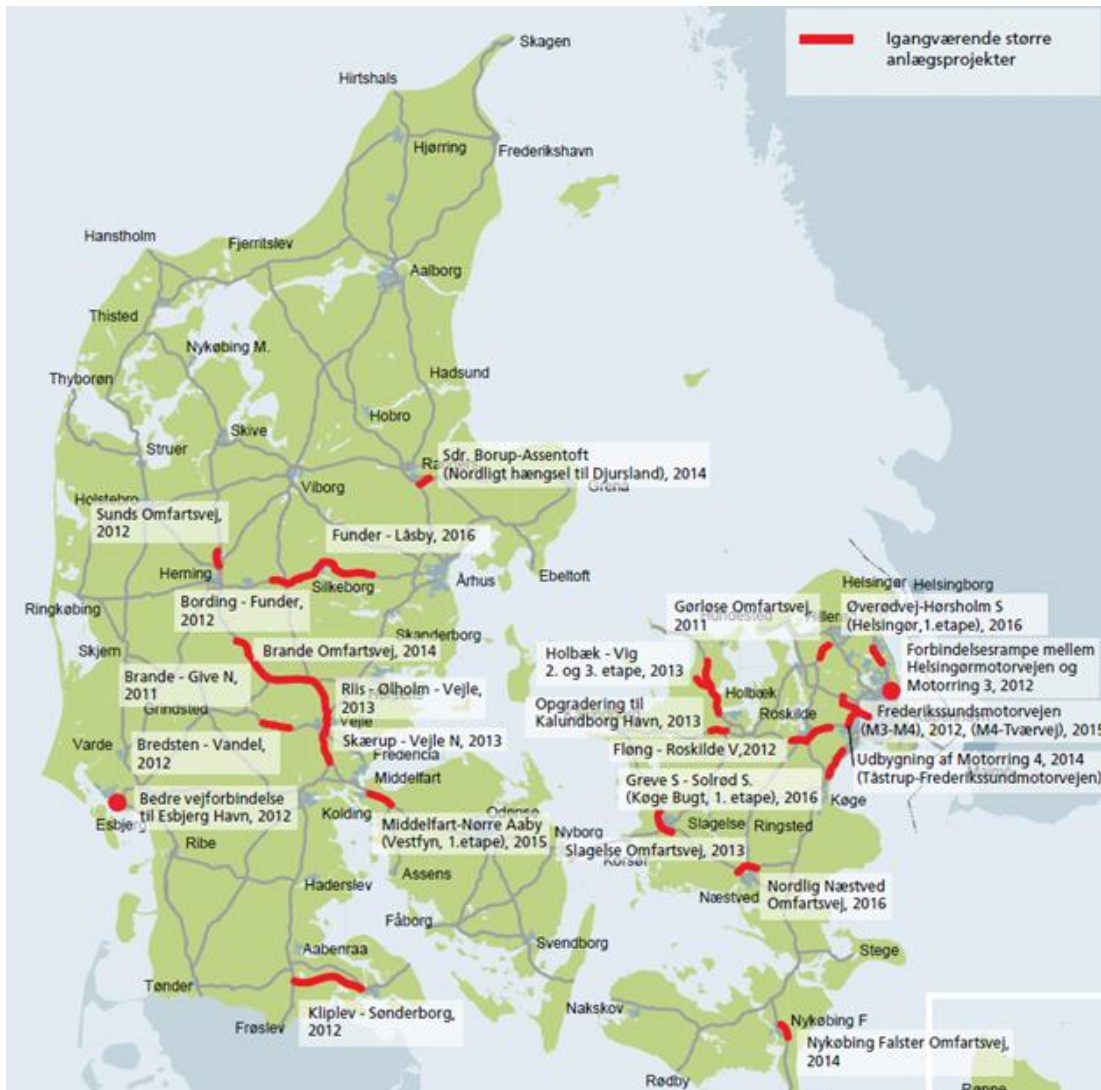 Igangværende større
anlægsprojekter
Skagen
Hirtshals
Hjørring
Frederikshavn
Hanstholm
Fjerritslev
Aalborg
Thisted
Nykøbing M.
Thyborøn
Hadsund
Hobro
Skive
Struer
Sdr. Borup-Assentoft
(Nordligt hængsel til Djursland), 2014
Viborg
Grenå
Holstebro
Sunds Omfartsvej,
2012
Funder - Låsby, 2016
Herning
Silkeborg
Århus
Ebeltoft
Ringkøbing
Bording - Funder,
2012
Skanderborg
Skjern
Brande Omfartsvej, 2014
Brande - Give N,
2011
Riis - Ølholm - Vejle,
2013
Grindsted
Vejle
Skærup - Vejle N, 2013
Varde
Bredsten - Vandel,
2012
Fredericia
Middelfart
Bedre vejforbindelse
til Esbjerg Havn, 2012
Esbjerg
Kolding
Odense
Middelfart-Nørre Aaby
(Vestfyn, 1.etape), 2015
Nyborg
Ribe
Assens
Haderslev
Fåborg
Svendborg
Aabenraa
Tønder
Kliplev - Sønderborg,
2012
Frøslev
Helsingør
Helsingborg
Gørløse Omfartsvej,
2011
Hundested
Øverødvej-Hørsholm S
(Helsingør,1.etape), 2016
Holbæk - Vig
2. og 3. etape, 2013
Forbindelsesrampe mellem
Helsingørmotorvejen og
Motorring 3, 2012
Holbæk
Opgradering til
Kalundborg Havn, 2013
Roskilde
Frederikssundsmotorvejen
(M3-M4), 2012, (M4-Tværvej), 2015
Fløng - Roskilde V,2012
Udbygning af Motorring 4, 2014
(Tåstrup-Frederikssundmotorvejen)
Greve S - Solrød S.
(Køge Bugt, 1. etape), 2016
Køge
Slagelse
Ringsted
Korsør
Slagelse Omfartsvej, 2013
Næstved
Nordlig Næstved
Omfartsvej, 2016
Stege
Nakskov
Nykøbing F
Nykøbing Falster Omfartsvej,
2014
Rødby
Rønne